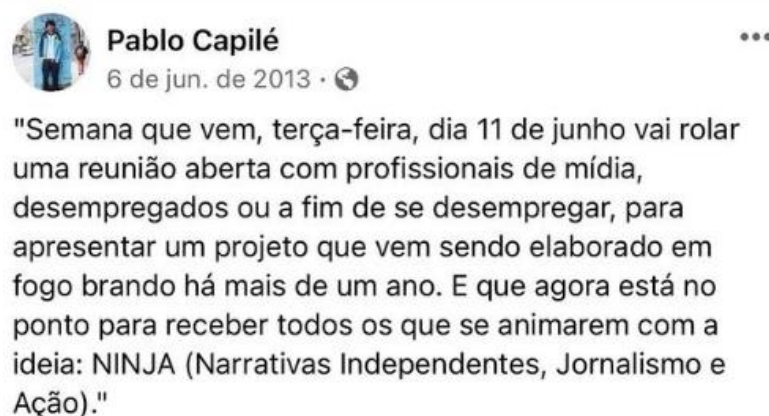 Pablo Capilé
6 de jun. de 2013 ·
"Semana que vem, terça-feira, dia 11 de junho vai rolar
uma reunião aberta com profissionais de mídia,
desempregados ou a fim de se desempregar, para
apresentar um projeto que vem sendo elaborado em
fogo brando há mais de um ano. E que agora está no
ponto para receber todos os que se animarem com a
ideia: NINJA (Narrativas Independentes, Jornalismo e
Ação)."